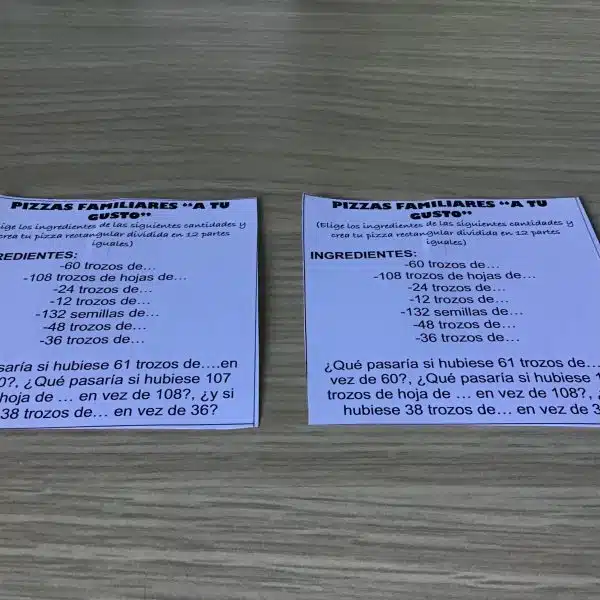 PIZZAS FAMILIARES "A TU
GUSTO"
los ingredientes de las siguientes cantidades y
tu pizza rectangular dividida en 12 partes
iguales)
-60 trozos de...
-108 trozos de hojas de...
-24 trozos de...
-12 trozos de...
-132 semillas de...
-48 trozos de...
-36 trozos de...
si hubiese 61 trozos de....en
¿Qué pasaría si hubiese 107
de ... en vez de 108?, ¿y si
38 trozos de... en vez de 36?
PIZZAS FAMILIARES "A TU
GUSTO"
(Elige los ingredientes de las siguientes cantidades y
crea tu pizza rectangular dividida en 12 partes
iguales)
INGREDIENTES:
-60 trozos de...
-108 trozos de hojas de...
-24 trozos de...
-12 trozos de...
-132 semillas de...
-48 trozos de...
-36 trozos de...
¿Qué pasaría si hubiese 61 trozos de...
vez de 60?, ¿Qué pasaría si hubiese
trozos de hoja de ... en vez de 108?,
hubiese 38 trozos de... en vez de